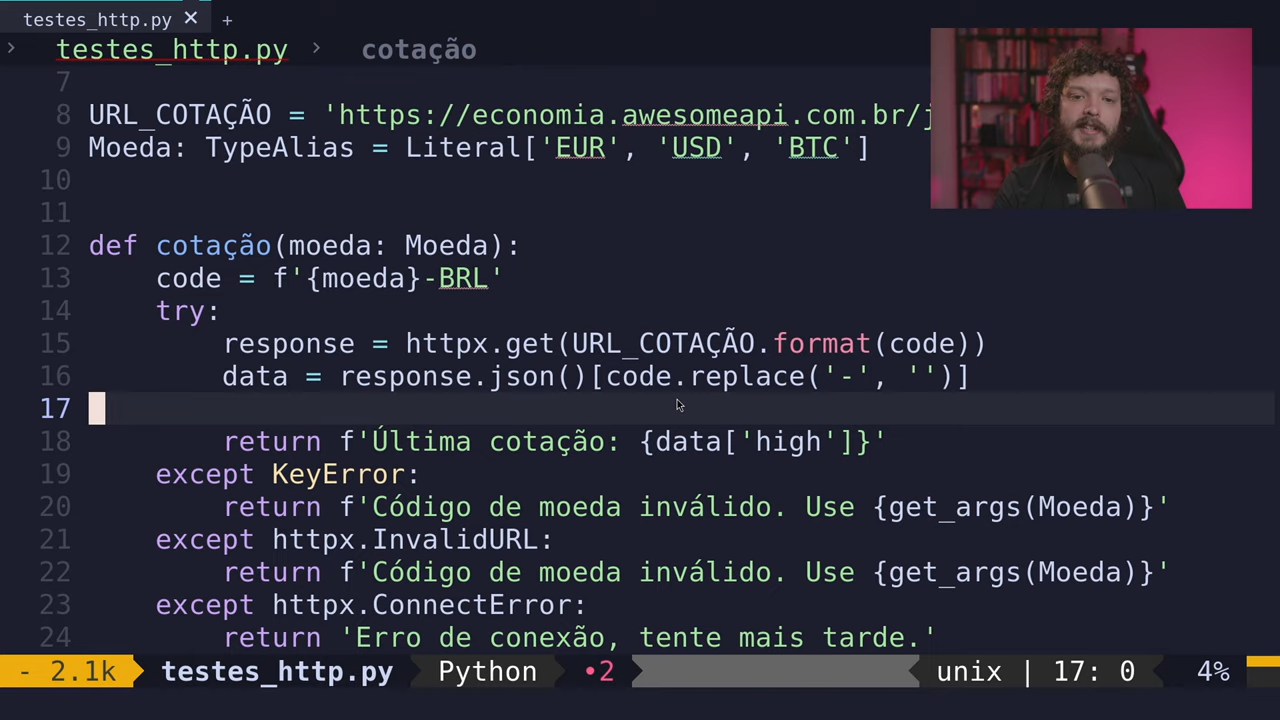 testes_http.py ✕ +
> testes_http.py > cotação
7
8 URL_COTAÇÃO = 'https://economia.awesomeapi.com.br/j
9 Moeda: TypeAlias = Literal['EUR', 'USD', 'BTC']
10
11
12 def cotação(moeda: Moeda):
13     code = f'{moeda}-BRL'
14     try:
15         response = httpx.get(URL_COTAÇÃO.format(code))
16         data = response.json()[code.replace('-', '')]
17
18         return f'Última cotação: {data['high']}'
19     except KeyError:
20         return f'Código de moeda inválido. Use {get_args(Moeda)}'
21     except httpx.InvalidURL:
22         return f'Código de moeda inválido. Use {get_args(Moeda)}'
23     except httpx.ConnectError:
24         return 'Erro de conexão, tente mais tarde.'
- 2.1k testes_http.py Python •2 unix | 17: 0 4%